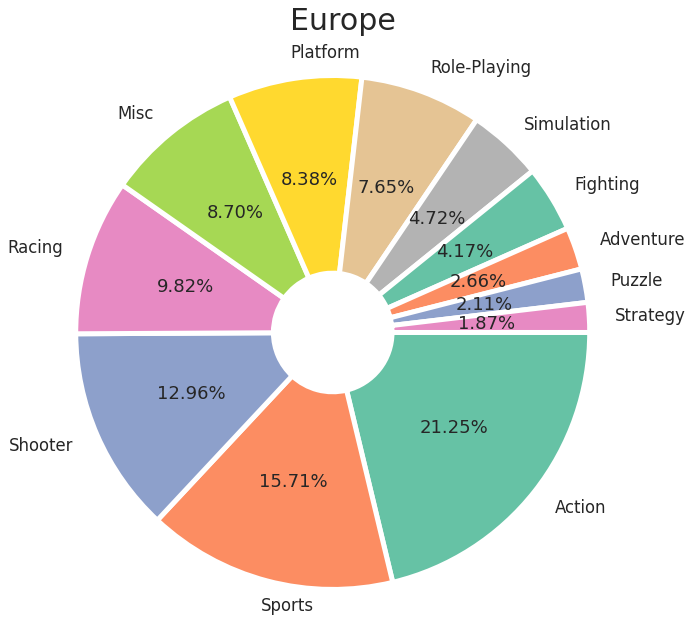 Europe
Platform
Role-Playing
Misc
Simulation
8.38%
7.65%
Fighting
8.70%
4.72%
Racing
Adventure
4.17%
9.82%
2.66%
Puzzle
2.11%
Strategy
1.87%
12.96%
21.25%
Shooter
15.71%
Action
Sports